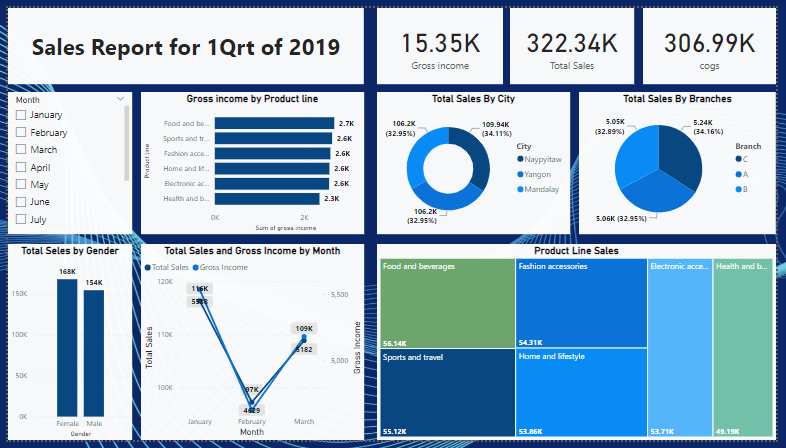 Sales Report for 1Qrt of 2019
15.35K
Gross income
322.34K
Total Sales
306.99K
cogs
Month
January
February
March
April
May
June
July
Gross income by Product line
Product line
Food and be...
2.7K
Sports and tr...
2.6K
Fashion acce...
2.6K
Home and lif...
2.6K
Electronic ac...
2.6K
Health and b...
2.3K
0K
2K
Sum of gross income
Total Sales By City
106.2K
(32.95%)
109.94K
(34.11%)
106.2K
(32.95%)
City
Naypyitaw
Yangon
Mandalay
Total Sales By Branches
5.05K
(32.89%)
5.24K
(34.16%)
5.06K (32.95%)
Branch
C
A
B
Total Seles by Gender
168K
154K
150K
100K
50K
0K
Female
Male
Gender
Total Sales and Gross Income by Month
Total Sales
Gross Income
120K
110K
100K
Total Sales
116K
5538
97K
4629
109K
5182
5,500
5,000
Gross Income
January
February
March
Month
Product Line Sales
Food and beverages
56.14K
Sports and travel
55.12K
Fashion accessories
54.31K
Home and lifestyle
53.86K
Electronic acce...
53.71K
Health and b...
49.19K